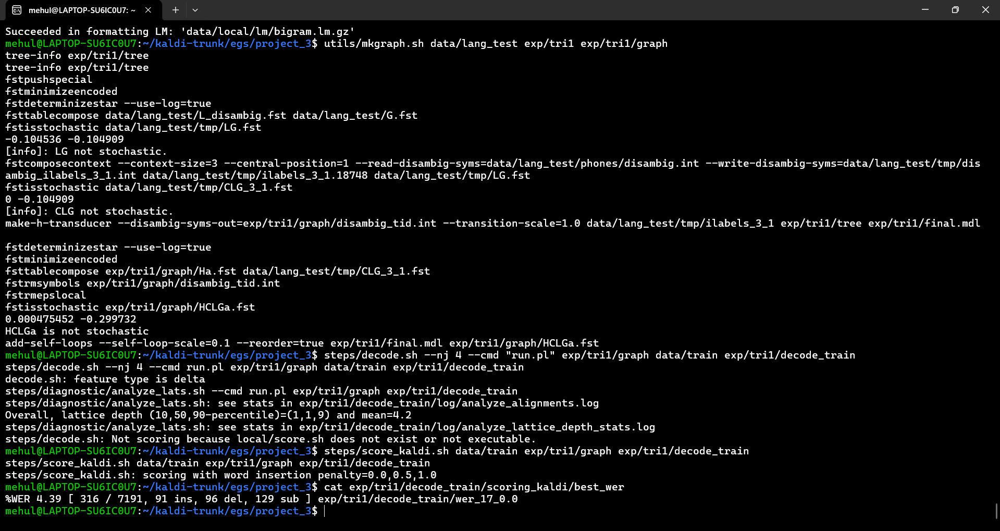 mehul@LAPTOP-SU6IC0U7: ~
Succeeded in formatting LM: 'data/local/lm/bigram.lm.gz'
mehul@LAPTOP-SU6IC0U7:~/kaldi-trunk/egs/project_3$ utils/mkgraph.sh data/lang_test exp/tri1 exp/tri1/graph
tree-info exp/tri1/tree
tree-info exp/tri1/tree
fstpushspecial
fstminimizeencoded
fstdeterminizestar --use-log=true
fsttablecompose data/lang_test/L_disambig.fst data/lang_test/G.fst
fstisstochastic data/lang_test/tmp/LG.fst
-0.104536 -0.104909
[info]: LG not stochastic.
fstcomposecontext --context-size=3 --central-position=1 --read-disambig-syms=data/lang_test/phones/disambig.int --write-disambig-syms=data/lang_test/tmp/dis
ambig_ilabels_3_1.int data/lang_test/tmp/ilabels_3_1.18748 data/lang_test/tmp/LG.fst
fstisstochastic data/lang_test/tmp/CLG_3_1.fst
0 -0.104909
[info]: CLG not stochastic.
make-h-transducer --disambig-syms-out=exp/tri1/graph/disambig_tid.int --transition-scale=1.0 data/lang_test/tmp/ilabels_3_1 exp/tri1/tree exp/tri1/final.mdl
fstdeterminizestar --use-log=true
fstminimizeencoded
fsttablecompose exp/tri1/graph/Ha.fst data/lang_test/tmp/CLG_3_1.fst
fstrmsymbols exp/tri1/graph/disambig_tid.int
fstrmepslocal
fstisstochastic exp/tri1/graph/HCLGa.fst
0.000475452 -0.299732
HCLGa is not stochastic
add-self-loops --self-loop-scale=0.1 --reorder=true exp/tri1/final.mdl exp/tri1/graph/HCLGa.fst
mehul@LAPTOP-SU6IC0U7:~/kaldi-trunk/egs/project_3$ steps/decode.sh --nj 4 --cmd "run.pl" exp/tri1/graph data/train exp/tri1/decode_train
steps/decode.sh --nj 4 --cmd run.pl exp/tri1/graph data/train exp/tri1/decode_train
decode.sh: feature type is delta
steps/diagnostic/analyze_lats.sh --cmd run.pl exp/tri1/graph exp/tri1/decode_train
steps/diagnostic/analyze_lats.sh: see stats in exp/tri1/decode_train/log/analyze_alignments.log
Overall, lattice depth (10,50,90-percentile)=(1,1,9) and mean=4.2
steps/diagnostic/analyze_lats.sh: see stats in exp/tri1/decode_train/log/analyze_lattice_depth_stats.log
steps/decode.sh: Not scoring because local/score.sh does not exist or not executable.
mehul@LAPTOP-SU6IC0U7:~/kaldi-trunk/egs/project_3$ steps/score_kaldi.sh data/train exp/tri1/graph exp/tri1/decode_train
steps/score_kaldi.sh data/train exp/tri1/graph exp/tri1/decode_train
steps/score_kaldi.sh: scoring with word insertion penalty=0.0,0.5,1.0
mehul@LAPTOP-SU6IC0U7:~/kaldi-trunk/egs/project_3$ cat exp/tri1/decode_train/scoring_kaldi/best_wer
%WER 4.39 [ 316 / 7191, 91 ins, 96 del, 129 sub ] exp/tri1/decode_train/wer_17_0.0
mehul@LAPTOP-SU6IC0U7:~/kaldi-trunk/egs/project_3$